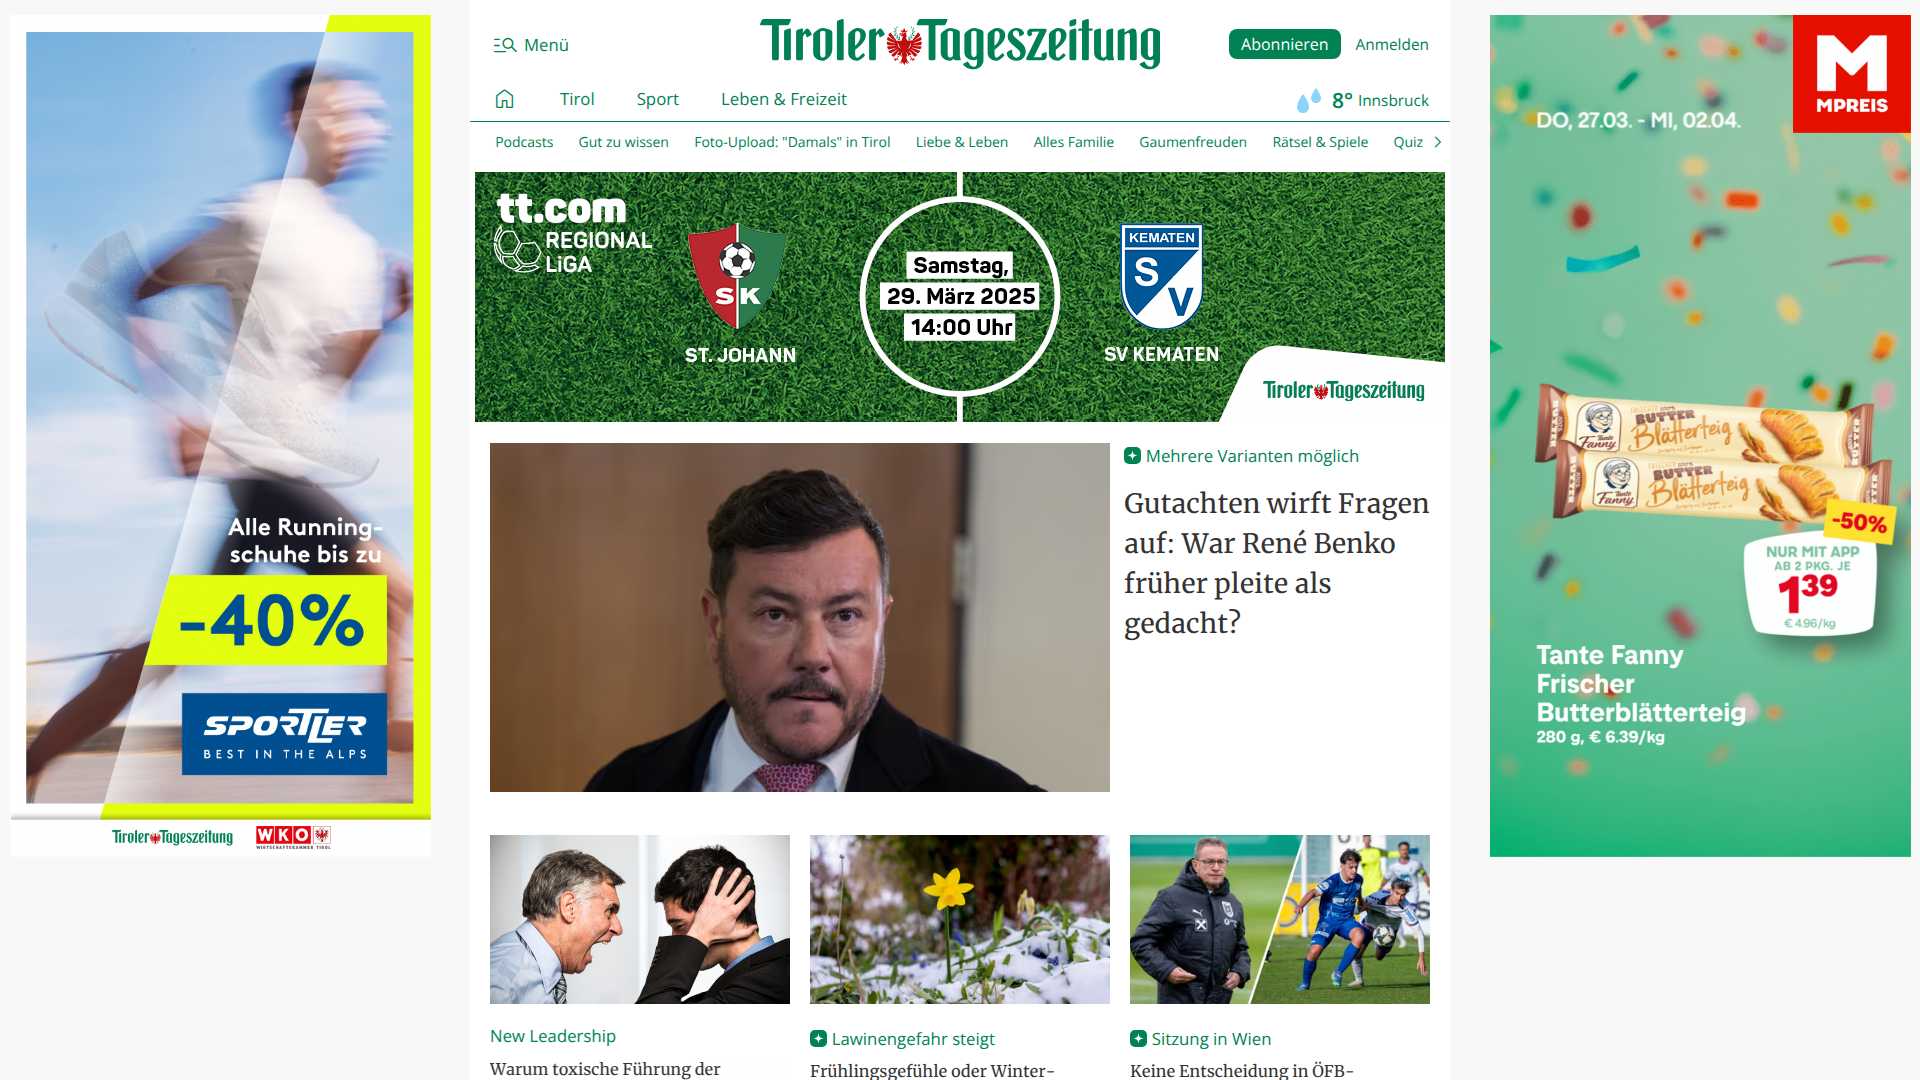 Menü
Tiroler Tageszeitung
Abonnieren
Anmelden
Tirol
Sport
Leben & Freizeit
8° Innsbruck
Podcasts
Gut zu wissen
Foto-Upload: "Damals" in Tirol
Liebe & Leben
Alles Familie
Gaumenfreuden
Rätsel & Spiele
Quiz
tt.com
REGIONAL
LiGA
SK
ST. JOHANN
Samstag,
29. März 2025
14:00 Uhr
KEMATEN
S
V
SV KEMATEN
Tiroler Tageszeitung
Mehrere Varianten möglich
Gutachten wirft Fragen
auf: War René Benko
früher pleite als
gedacht?
New Leadership
Warum toxische Führung der
Lawinengefahr steigt
Frühlingsgefühle oder Winter-
Sitzung in Wien
Keine Entscheidung in ÖFB-
Alle Running-
schuhe bis zu
-40%
SPORTLER
BEST IN THE ALPS
Tiroler Tageszeitung
WKO
WIRTSCHAFTSKAMMER TIROL
M
MPREIS
DO, 27.03. - MI, 02.04.
Tante
Fanny
BUTTER
Blätterteig
BUTTER
Tante
Fanny
BUTTER
Blätterteig
-50%
NUR MIT APP
AB 2 PKG. JE
139
€ 4.96/kg
Tante Fanny
Frischer
Butterblätterteig
280 g, € 6.39/kg